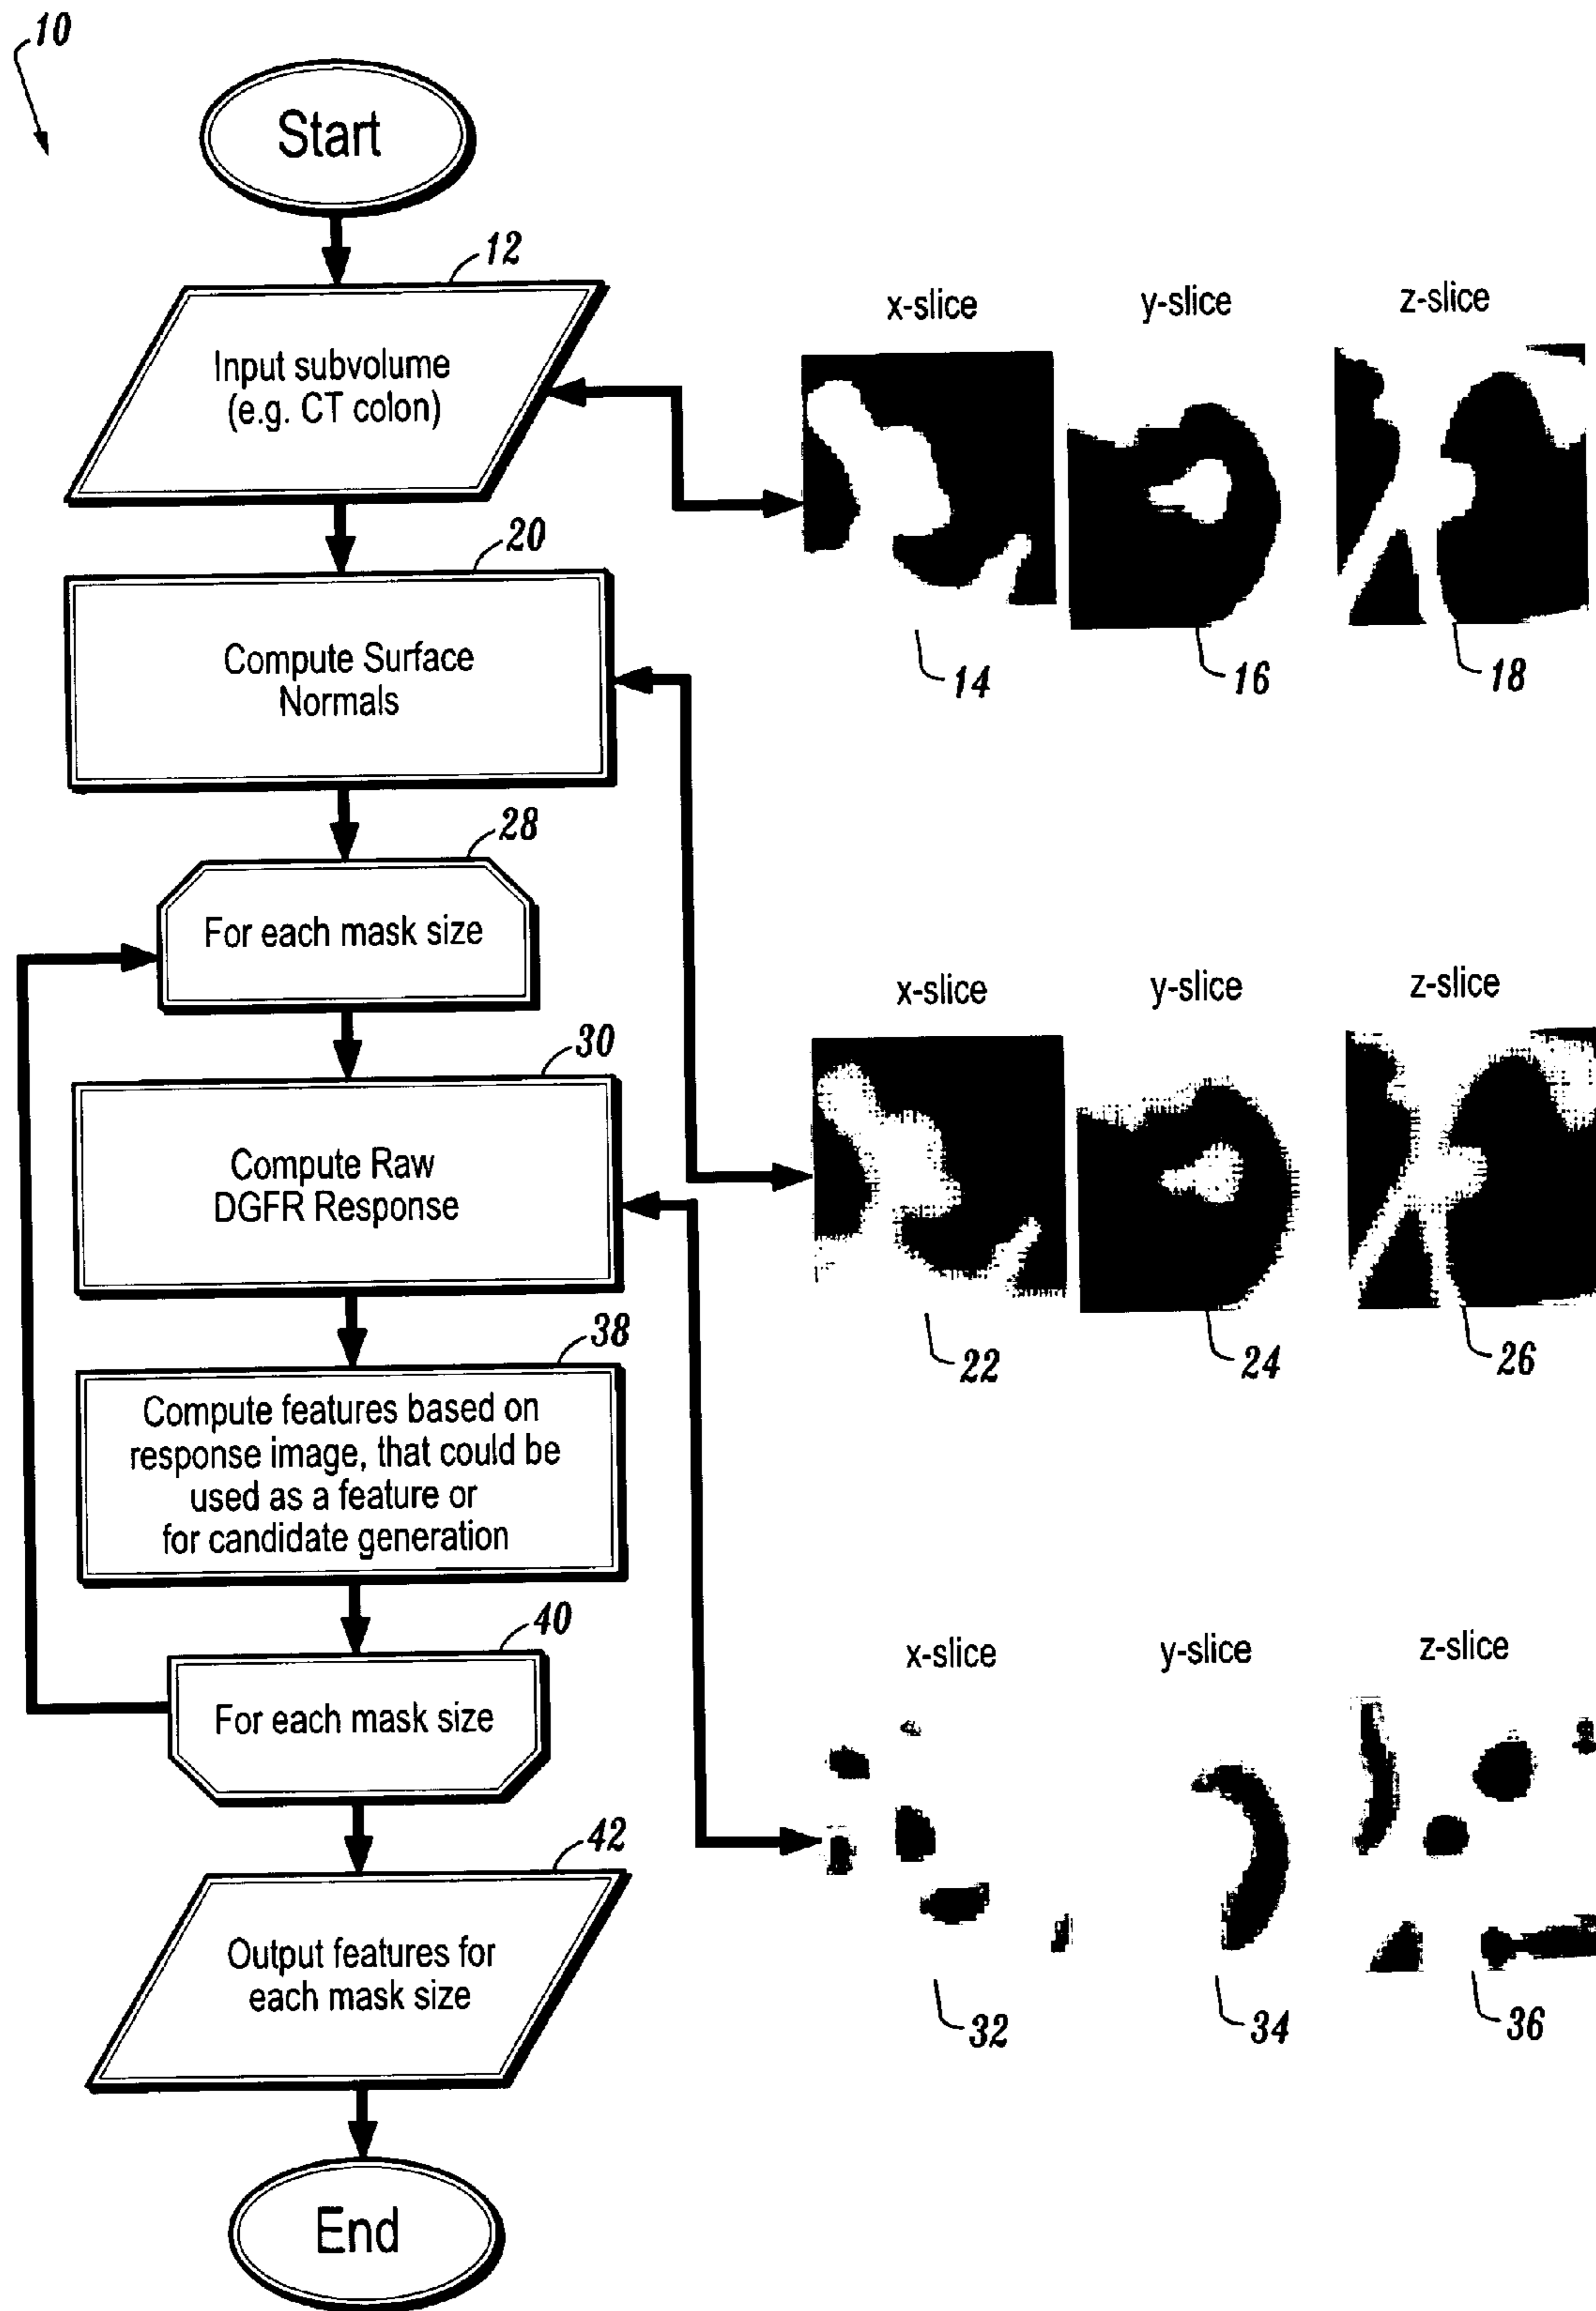 10
Start
12
Input subvolume
(e.g. CT colon)
x-slice
y-slice
z-slice
14
16
18
20
Compute Surface
Normals
28
For each mask size
x-slice
y-slice
z-slice
22
24
26
30
Compute Raw
DGFR Response
38
Compute features based on
response image, that could be
used as a feature or
for candidate generation
40
For each mask size
x-slice
y-slice
z-slice
32
34
36
42
Output features for
each mask size
End